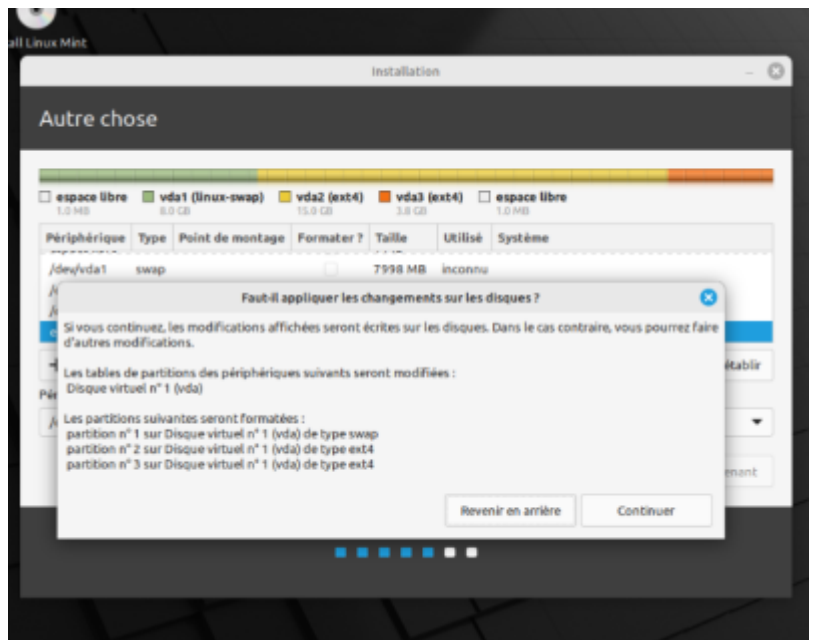 all Linux Mint
Installation
Autre chose
espace libre vda1 (linux-swap) vda2 (ext4) vda3 (ext4) espace libre
1.0 MB 8.0 GB 15.0 GB 3.8 GB 1.0 MB
Périphérique Type Point de montage Formater ? Taille Utilisé Système
/dev/vda1 swap 7998 MB inconnu
Faut-il appliquer les changements sur les disques ?
Si vous continuez, les modifications affichées seront écrites sur les disques. Dans le cas contraire, vous pourrez faire
d'autres modifications.
Les tables de partitions des périphériques suivants seront modifiées :
Disque virtuel n° 1 (vda)
établir
Pé
Les partitions suivantes seront formatées :
partition n° 1 sur Disque virtuel n° 1 (vda) de type swap
partition n° 2 sur Disque virtuel n° 1 (vda) de type ext4
partition n° 3 sur Disque virtuel n° 1 (vda) de type ext4
enant
Revenir en arrière Continuer